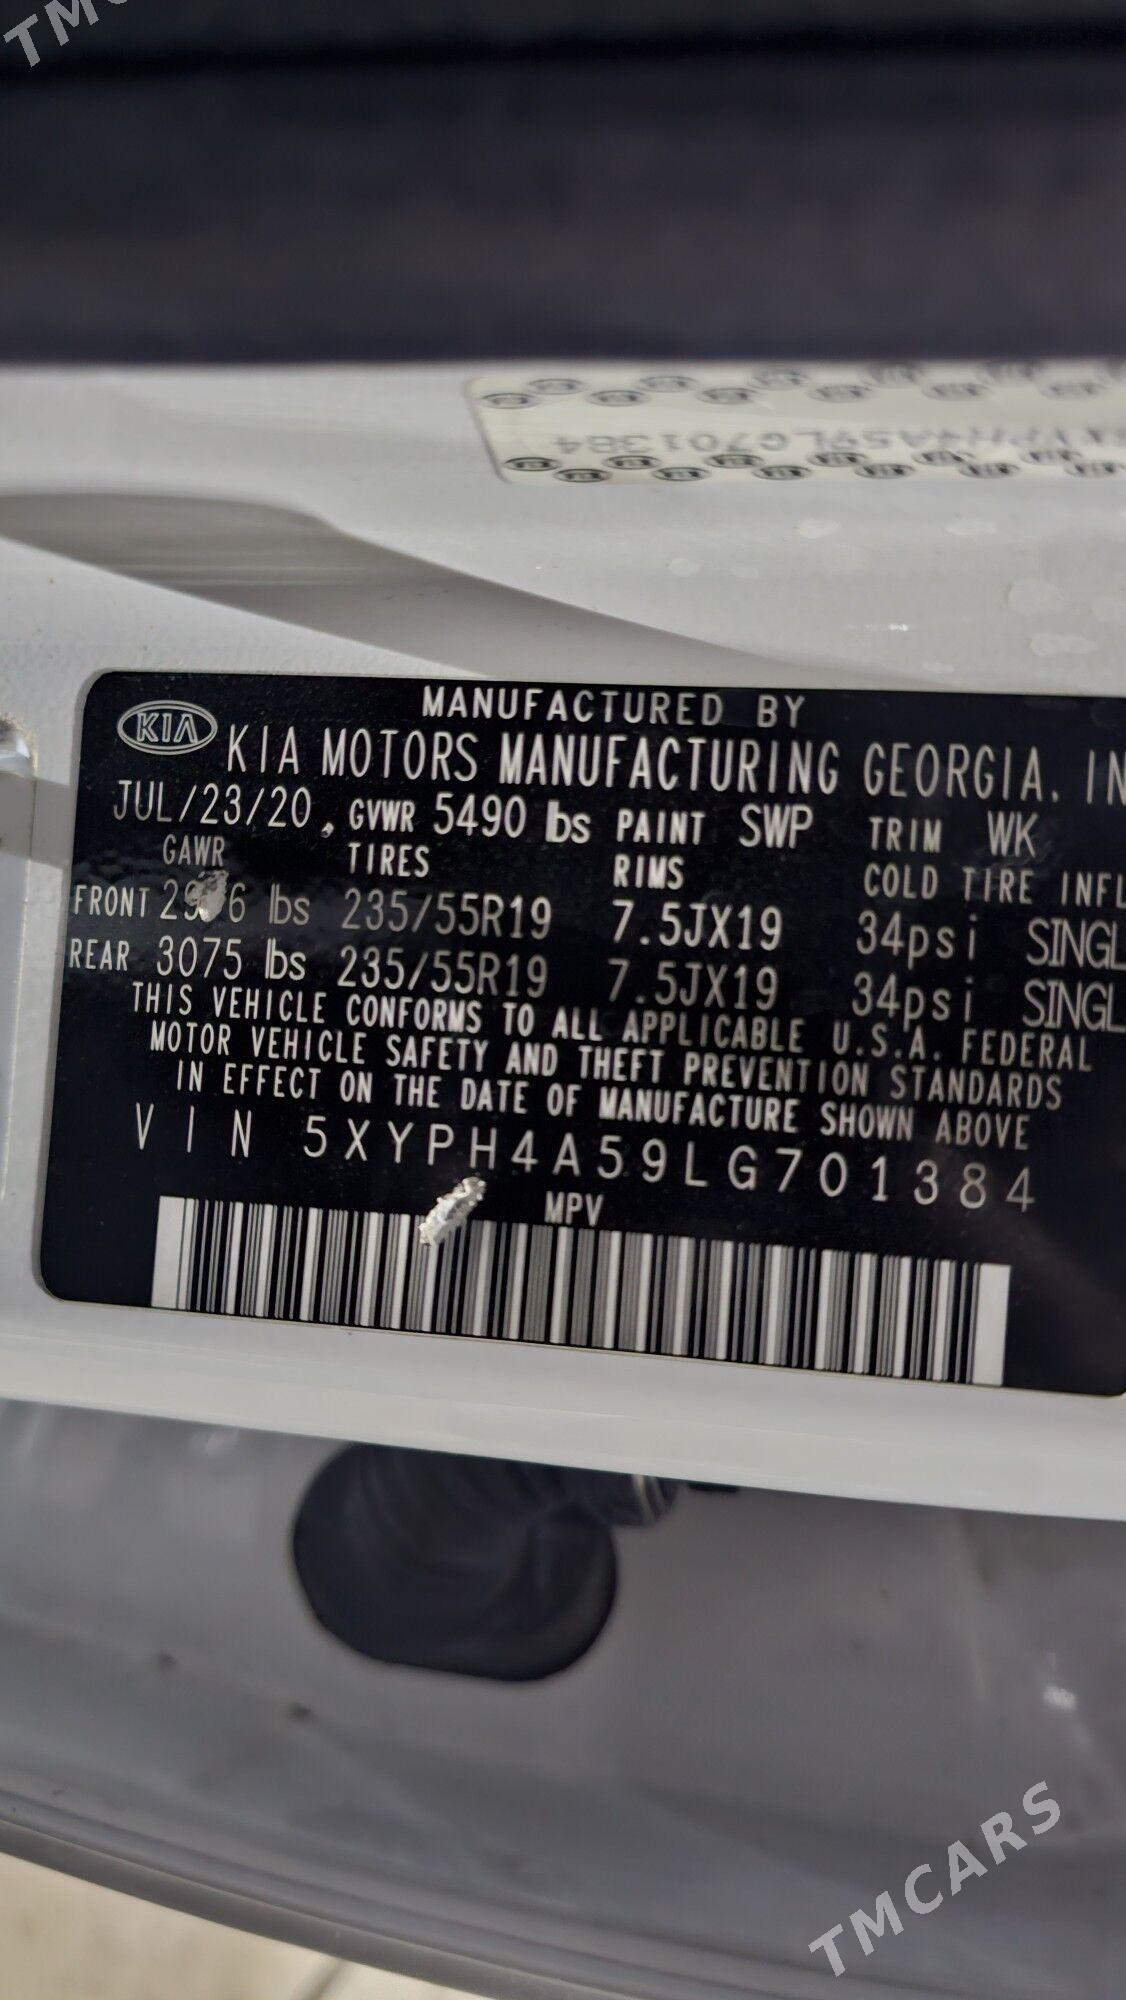 5XYPH4A59LG701384
MANUFACTURED BY
KIA
KIA MOTORS MANUFACTURING GEORGIA, IN
JUL/23/20, GVWR 5490 lbs PAINT SWP TRIM WK
GAWR TIRES RIMS COLD TIRE INFL
FRONT lbs 235/55R19 7.5JX19 34psi SINGL
REAR 3075 lbs 235/55R19 7.5JX19 34psi SINGL
THIS VEHICLE CONFORMS TO ALL APPLICABLE U.S.A. FEDERAL
MOTOR VEHICLE SAFETY AND THEFT PREVENTION STANDARDS
IN EFFECT ON THE DATE OF MANUFACTURE SHOWN ABOVE
VIN 5XYPH4A59LG701384
MPV
TMCARS